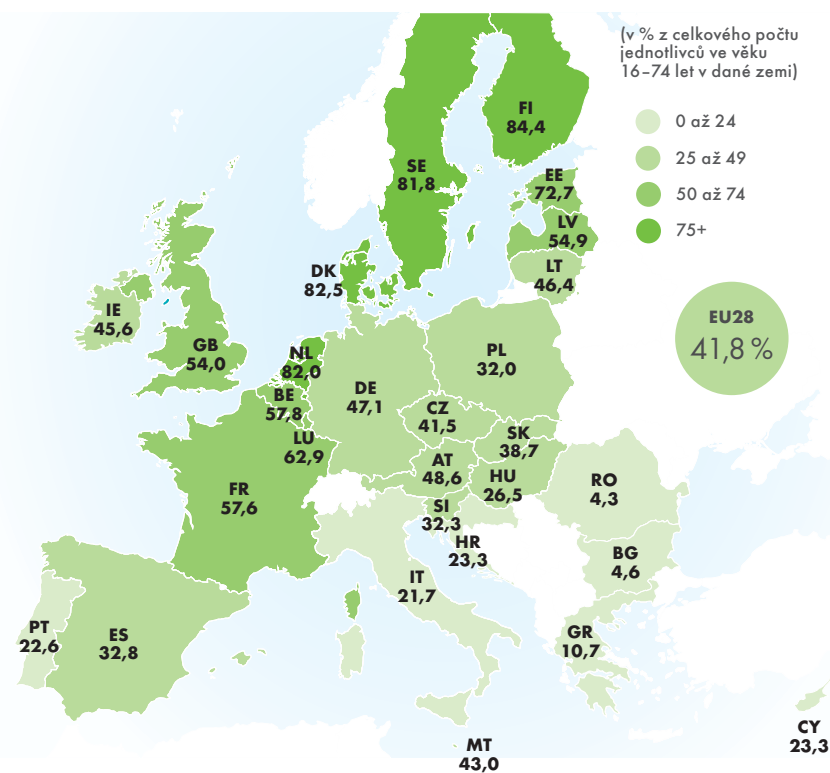 (v % z celkového počtu
jednotlivců ve věku
16–74 let v dané zemi)
0 až 24
25 až 49
50 až 74
75+
FI
84,4
SE
81,8
EE
72,7
LV
54,9
LT
46,4
DK
82,5
IE
45,6
GB
54,0
EU28
41,8 %
NL
82,0
PL
32,0
BE
57,8
DE
47,1
CZ
41,5
LU
62,9
SK
38,7
AT
48,6
HU
26,5
FR
57,6
RO
4,3
SI
32,3
HR
23,3
BG
4,6
IT
21,7
PT
22,6
ES
32,8
GR
10,7
CY
23,3
MT
43,0